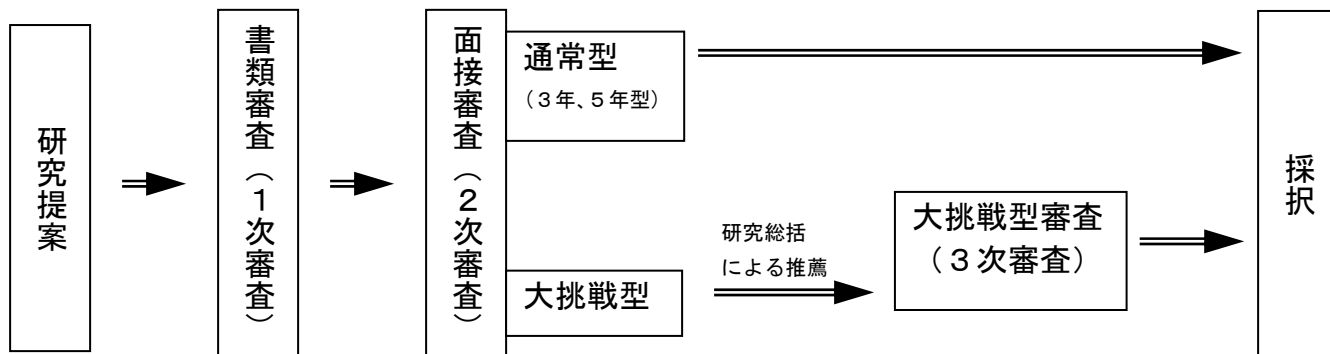 研究提案
書類審査(1次審査)
面接審査(2次審査)
通常型
(3年、5年型)
大挑戦型
研究総括
による推薦
大挑戦型審査
(3次審査)
採択